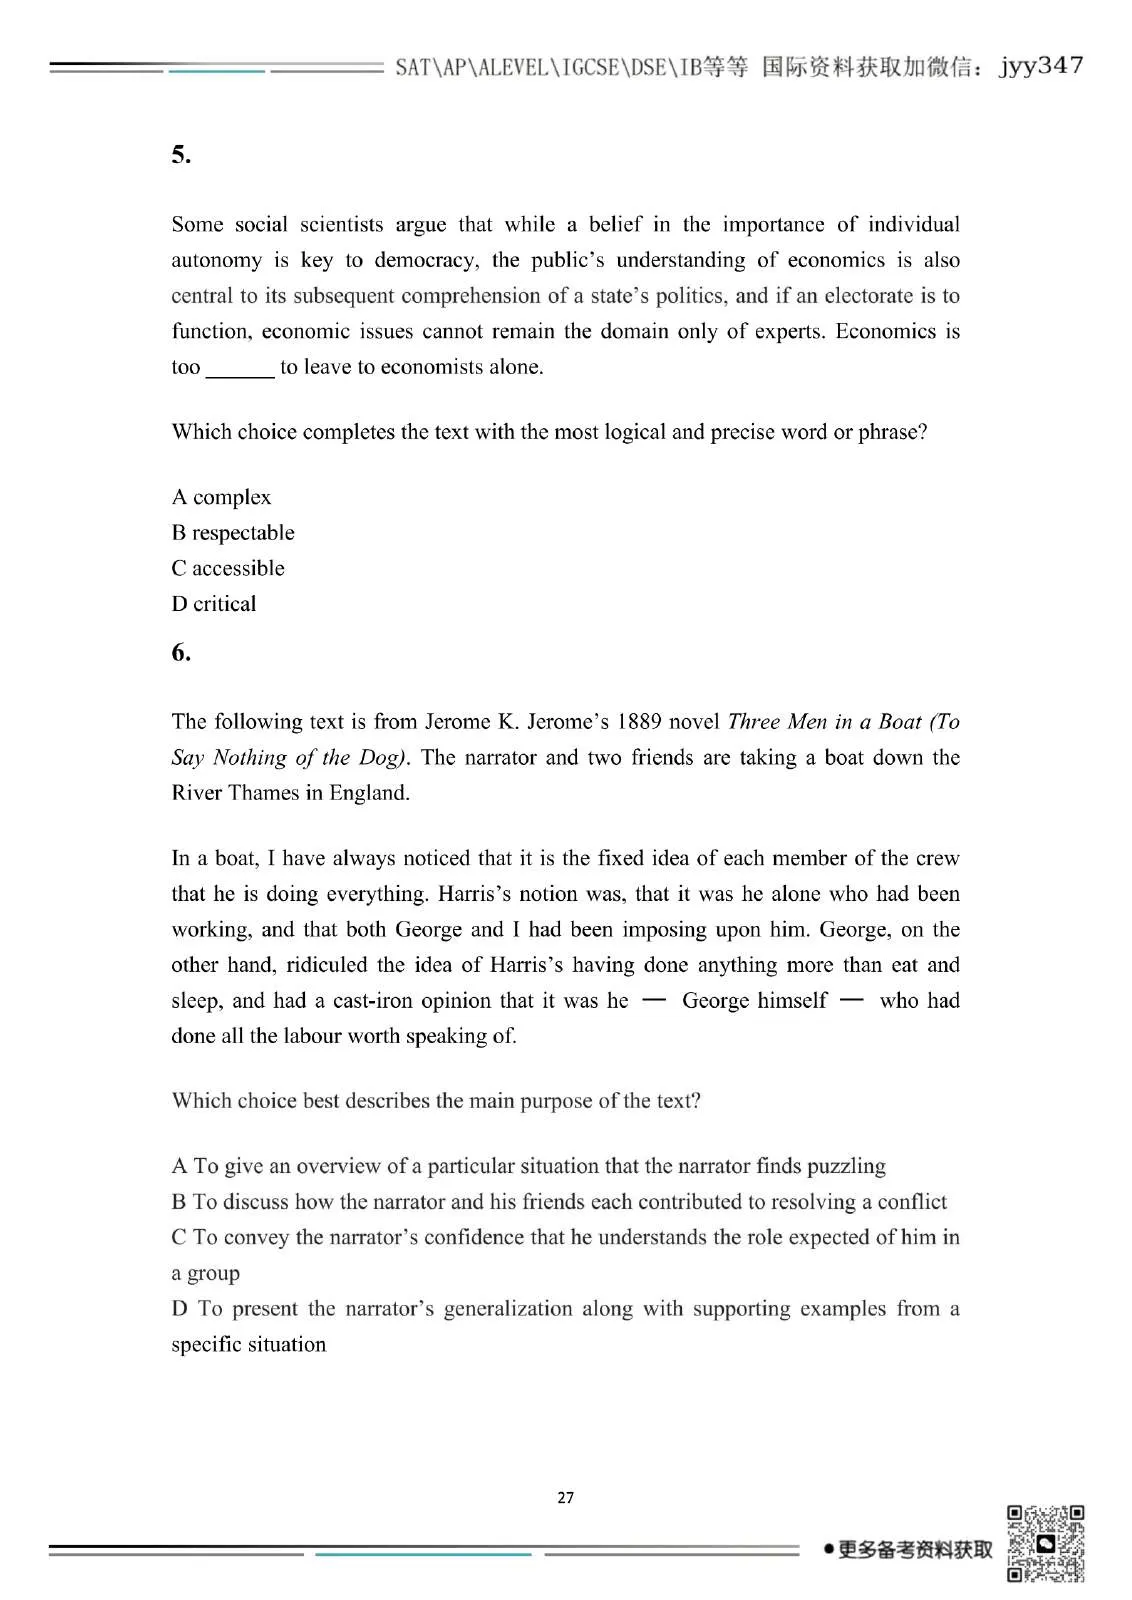 SAT\AP\ALEVEL\IGCSE\DSE\IB等等 国际资料获取加微信：jyy347
5.
Some social scientists argue that while a belief in the importance of individual
autonomy is key to democracy, the public’s understanding of economics is also
central to its subsequent comprehension of a state’s politics, and if an electorate is to
function, economic issues cannot remain the domain only of experts. Economics is
too ______ to leave to economists alone.
Which choice completes the text with the most logical and precise word or phrase?
A complex
B respectable
C accessible
D critical
6.
The following text is from Jerome K. Jerome’s 1889 novel Three Men in a Boat (To
Say Nothing of the Dog). The narrator and two friends are taking a boat down the
River Thames in England.
In a boat, I have always noticed that it is the fixed idea of each member of the crew
that he is doing everything. Harris’s notion was, that it was he alone who had been
working, and that both George and I had been imposing upon him. George, on the
other hand, ridiculed the idea of Harris’s having done anything more than eat and
sleep, and had a cast-iron opinion that it was he — George himself — who had
done all the labour worth speaking of.
Which choice best describes the main purpose of the text?
A To give an overview of a particular situation that the narrator finds puzzling
B To discuss how the narrator and his friends each contributed to resolving a conflict
C To convey the narrator’s confidence that he understands the role expected of him in
a group
D To present the narrator’s generalization along with supporting examples from a
specific situation
27
●更多备考资料获取